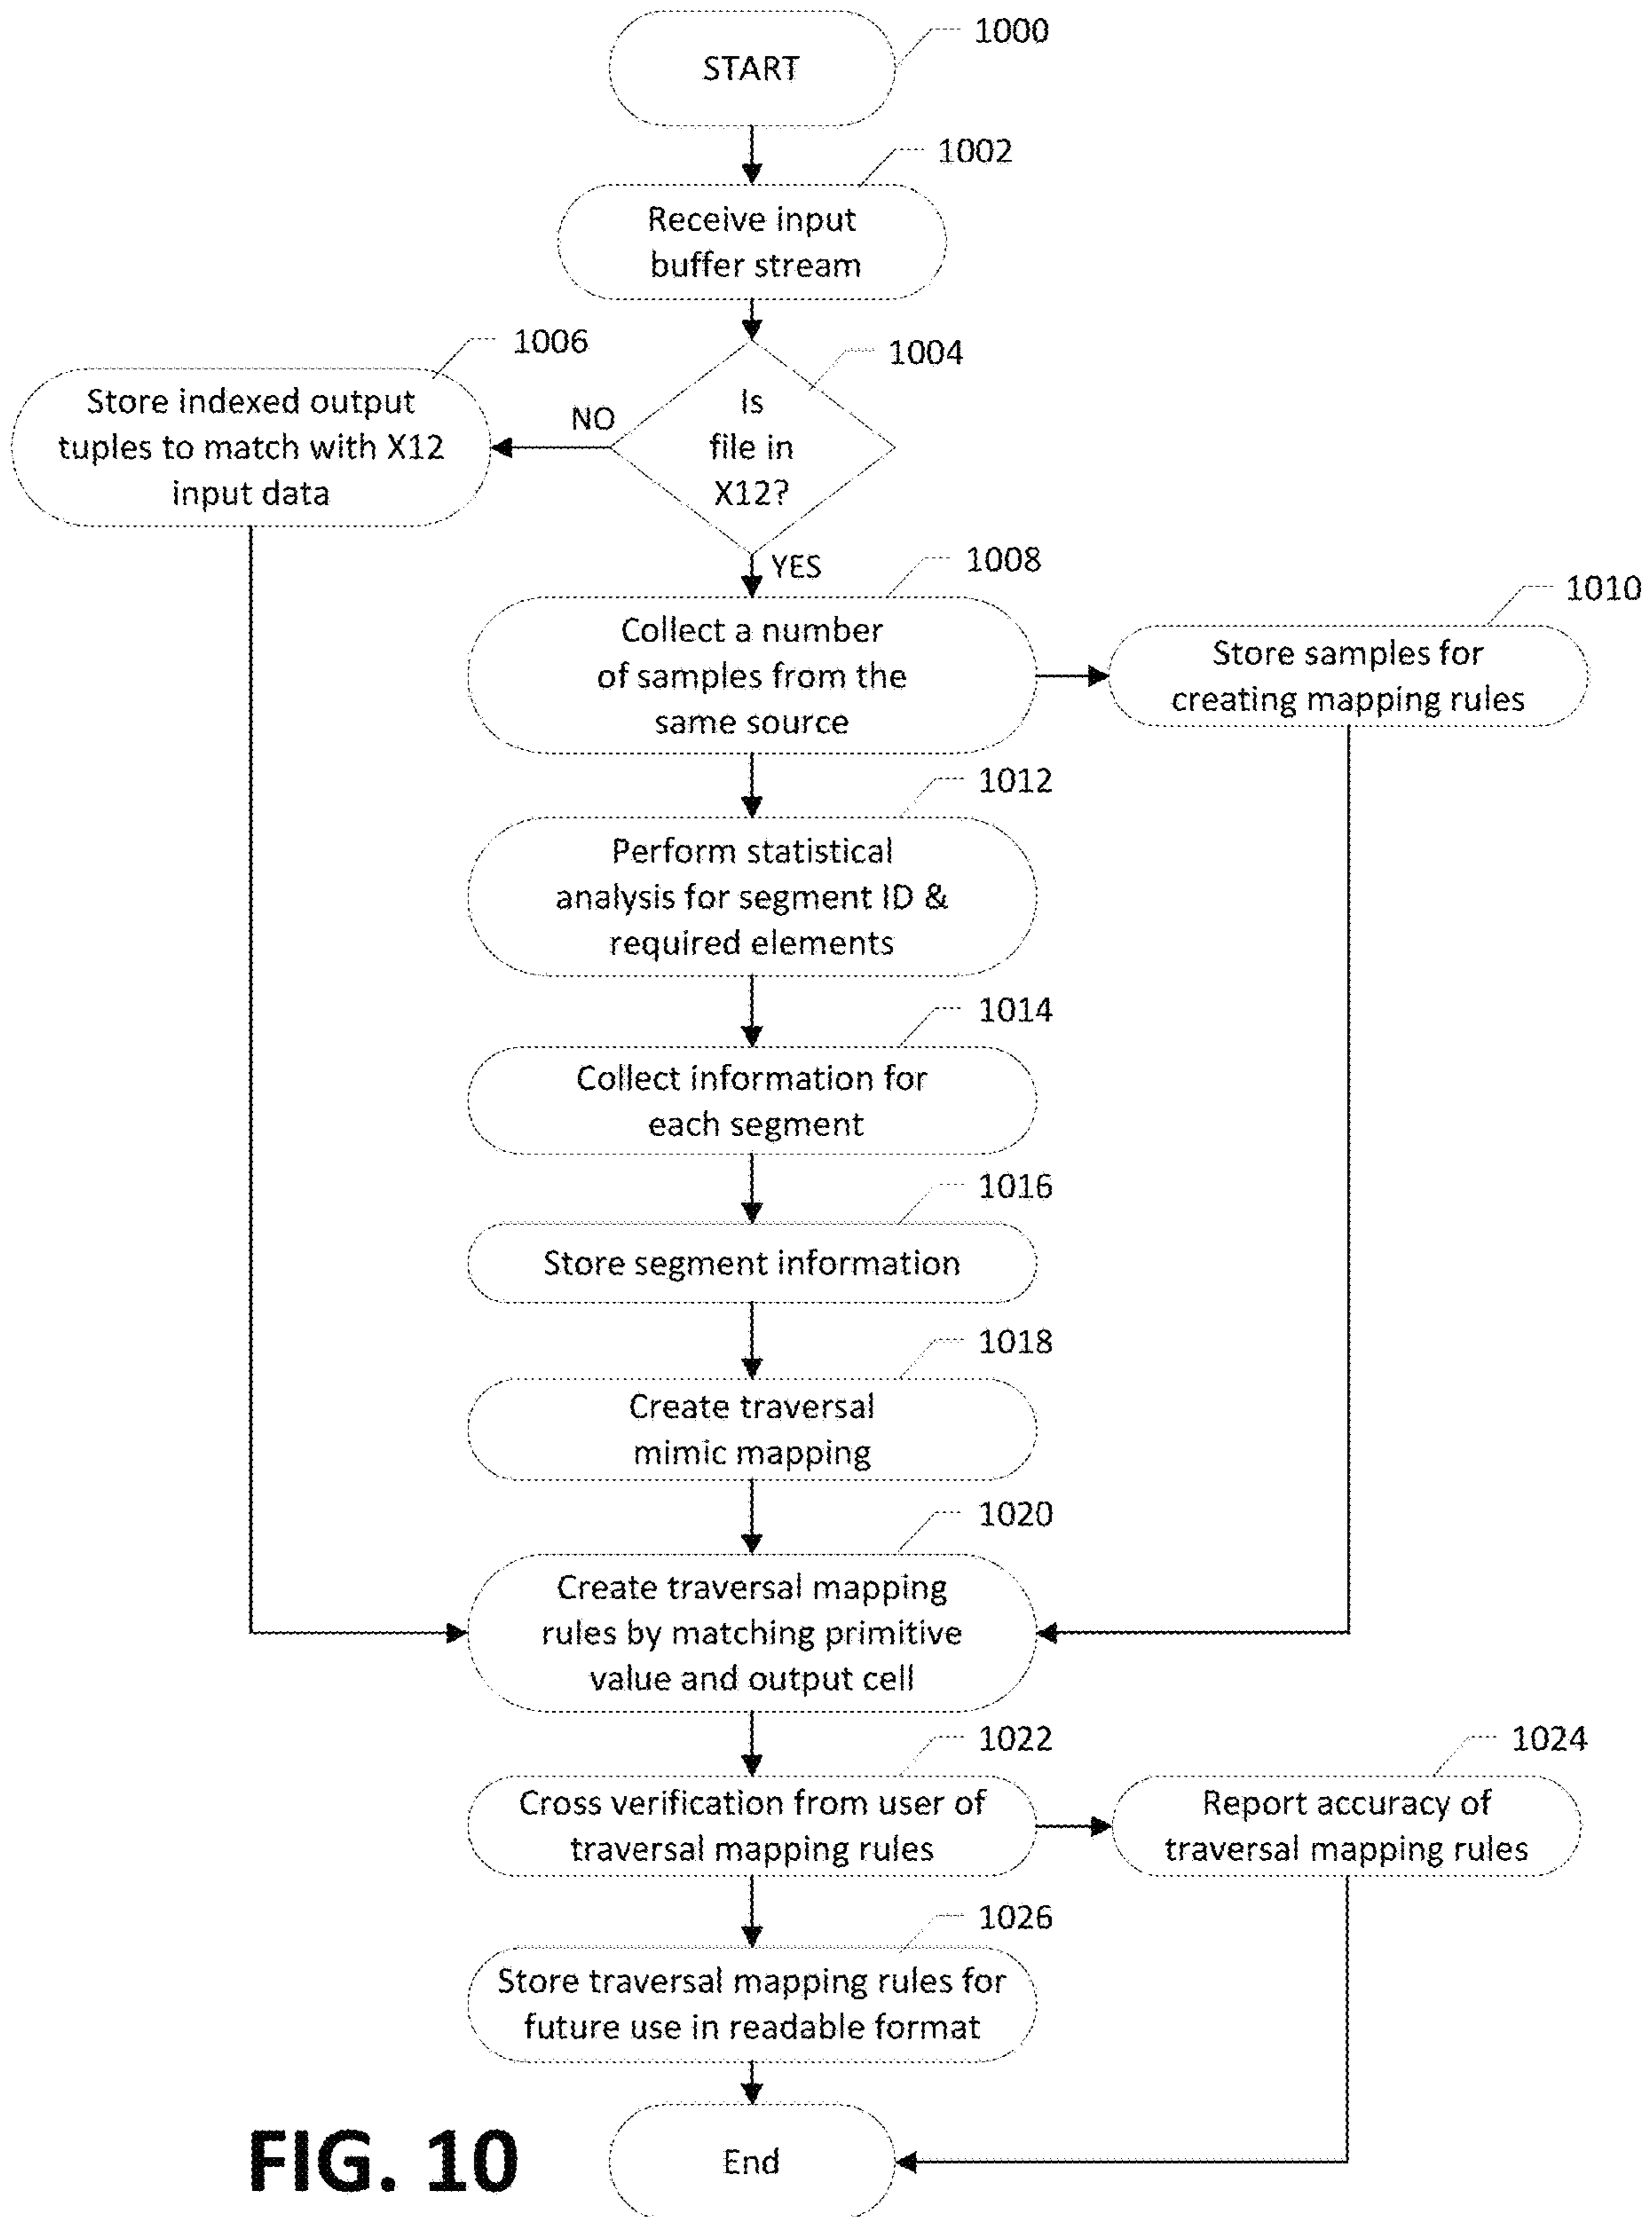 1000
START
1002
Receive input
buffer stream
1004
Is
file in
X12?
NO
1006
Store indexed output
tuples to match with X12
input data
YES
1008
Collect a number
of samples from the
same source
1010
Store samples for
creating mapping rules
1012
Perform statistical
analysis for segment ID &
required elements
1014
Collect information for
each segment
1016
Store segment information
1018
Create traversal
mimic mapping
1020
Create traversal mapping
rules by matching primitive
value and output cell
1022
Cross verification from user of
traversal mapping rules
1024
Report accuracy of
traversal mapping rules
1026
Store traversal mapping rules for
future use in readable format
End
FIG. 10